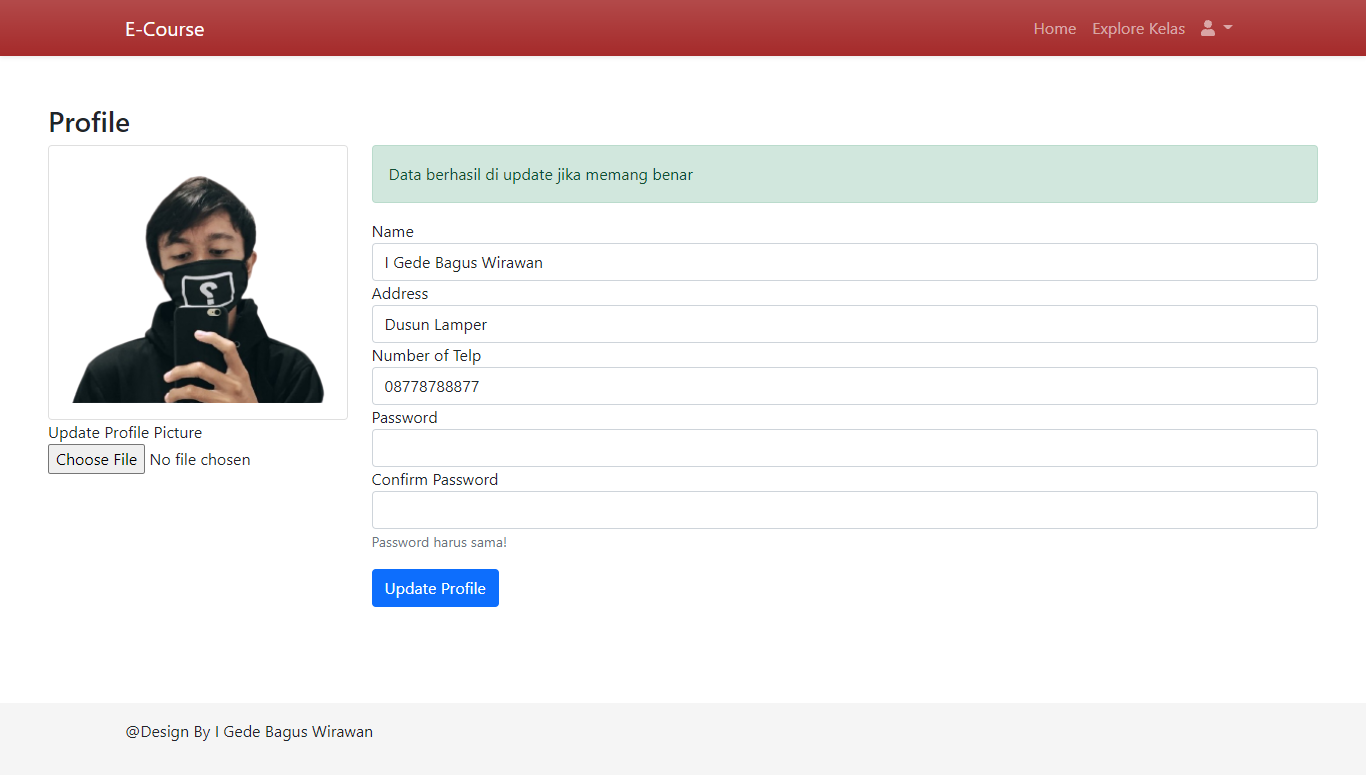 E-Course
Home Explore Kelas
Profile
Data berhasil di update jika memang benar
Name
I Gede Bagus Wirawan
Address
Dusun Lamper
Number of Telp
08778788877
Password
Confirm Password
Password harus sama!
Update Profile
?
Update Profile Picture
Choose File No file chosen
@Design By I Gede Bagus Wirawan